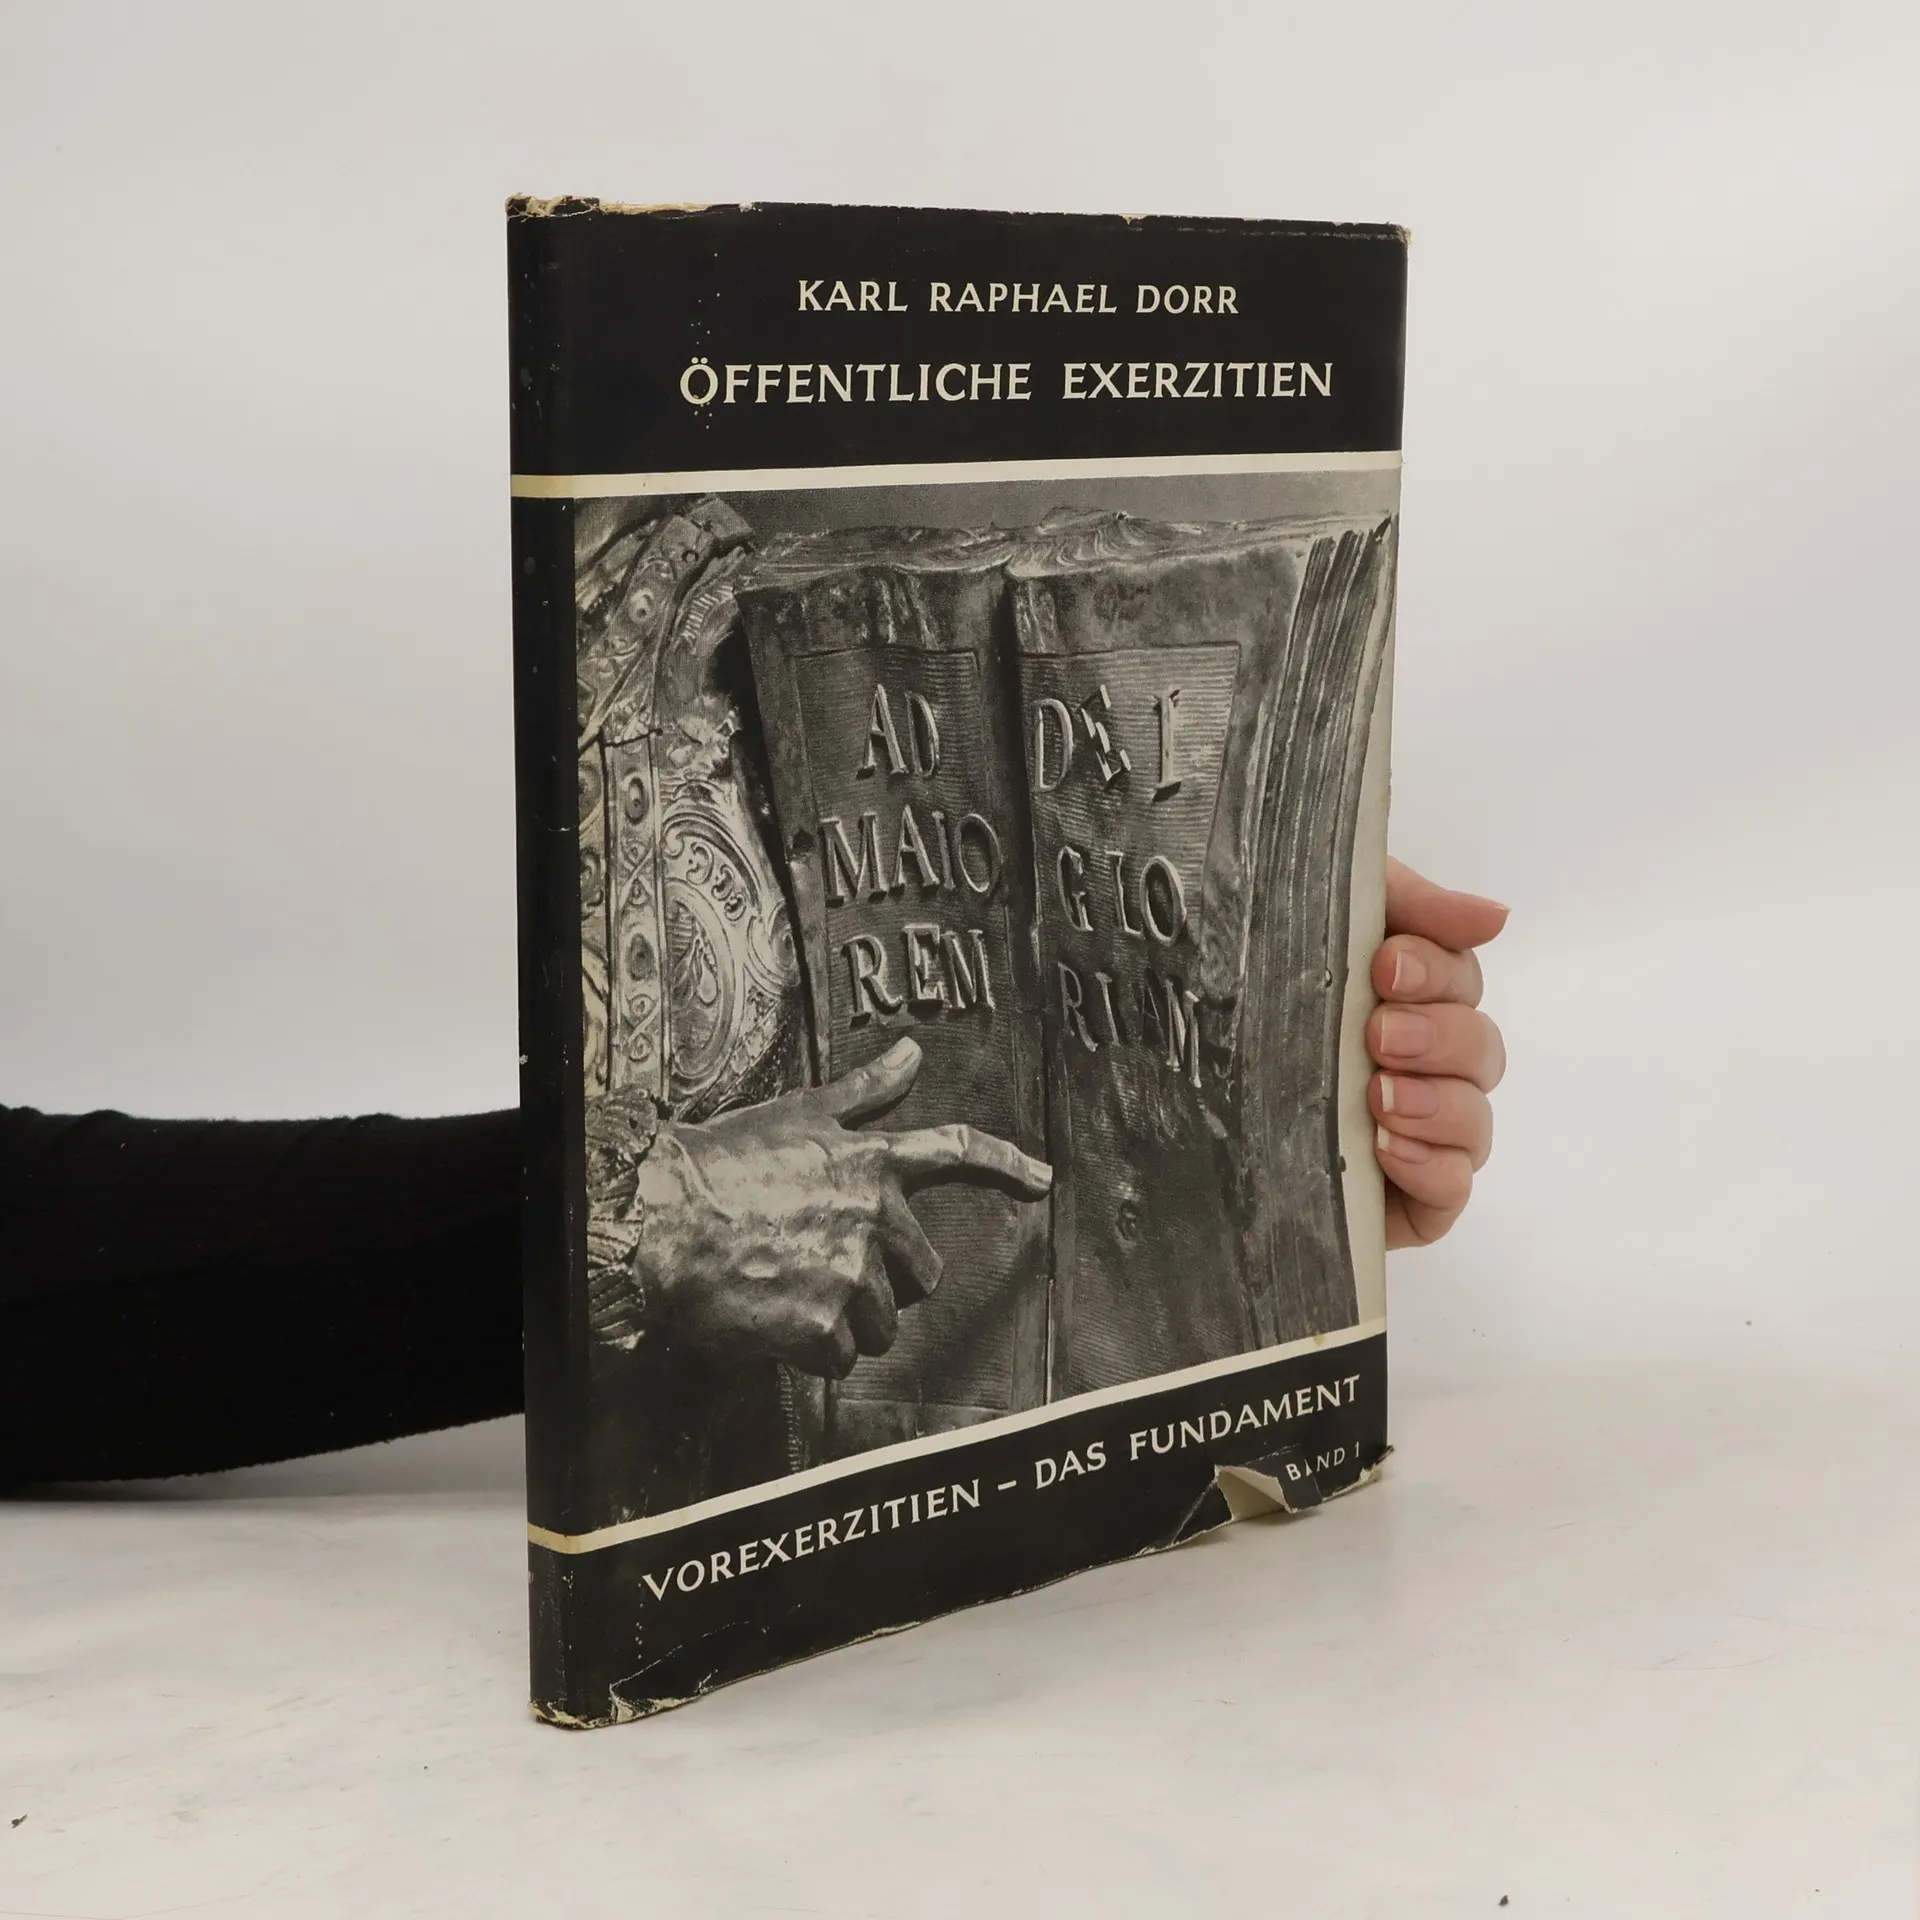 KARL RAPHAEL DORR
ÖFFENTLICHE EXERZITIEN
AD
MAIO
REM
DEI
GLO
RIAM
VOREXERZITIEN – DAS FUNDAMENT
BAND 1